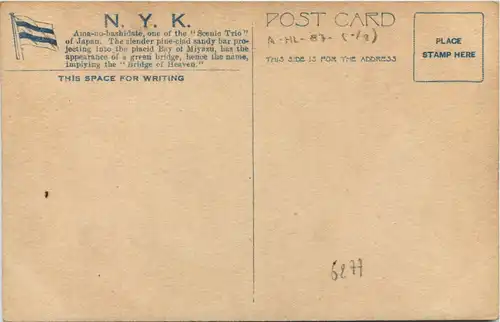 N. Y. K.
Ama-no-hashidate, one of the "Scenic Trio"
of Japan. The slender pine-clad sandy bar pro-
jecting into the placid Bay of Miyazu, has the
appearance of a green bridge, hence the name,
implying the "Bridge of Heaven."
THIS SPACE FOR WRITING
POST CARD
A-HL-87-
THIS SIDE IS FOR THE ADDRESS
PLACE
STAMP HERE
6277